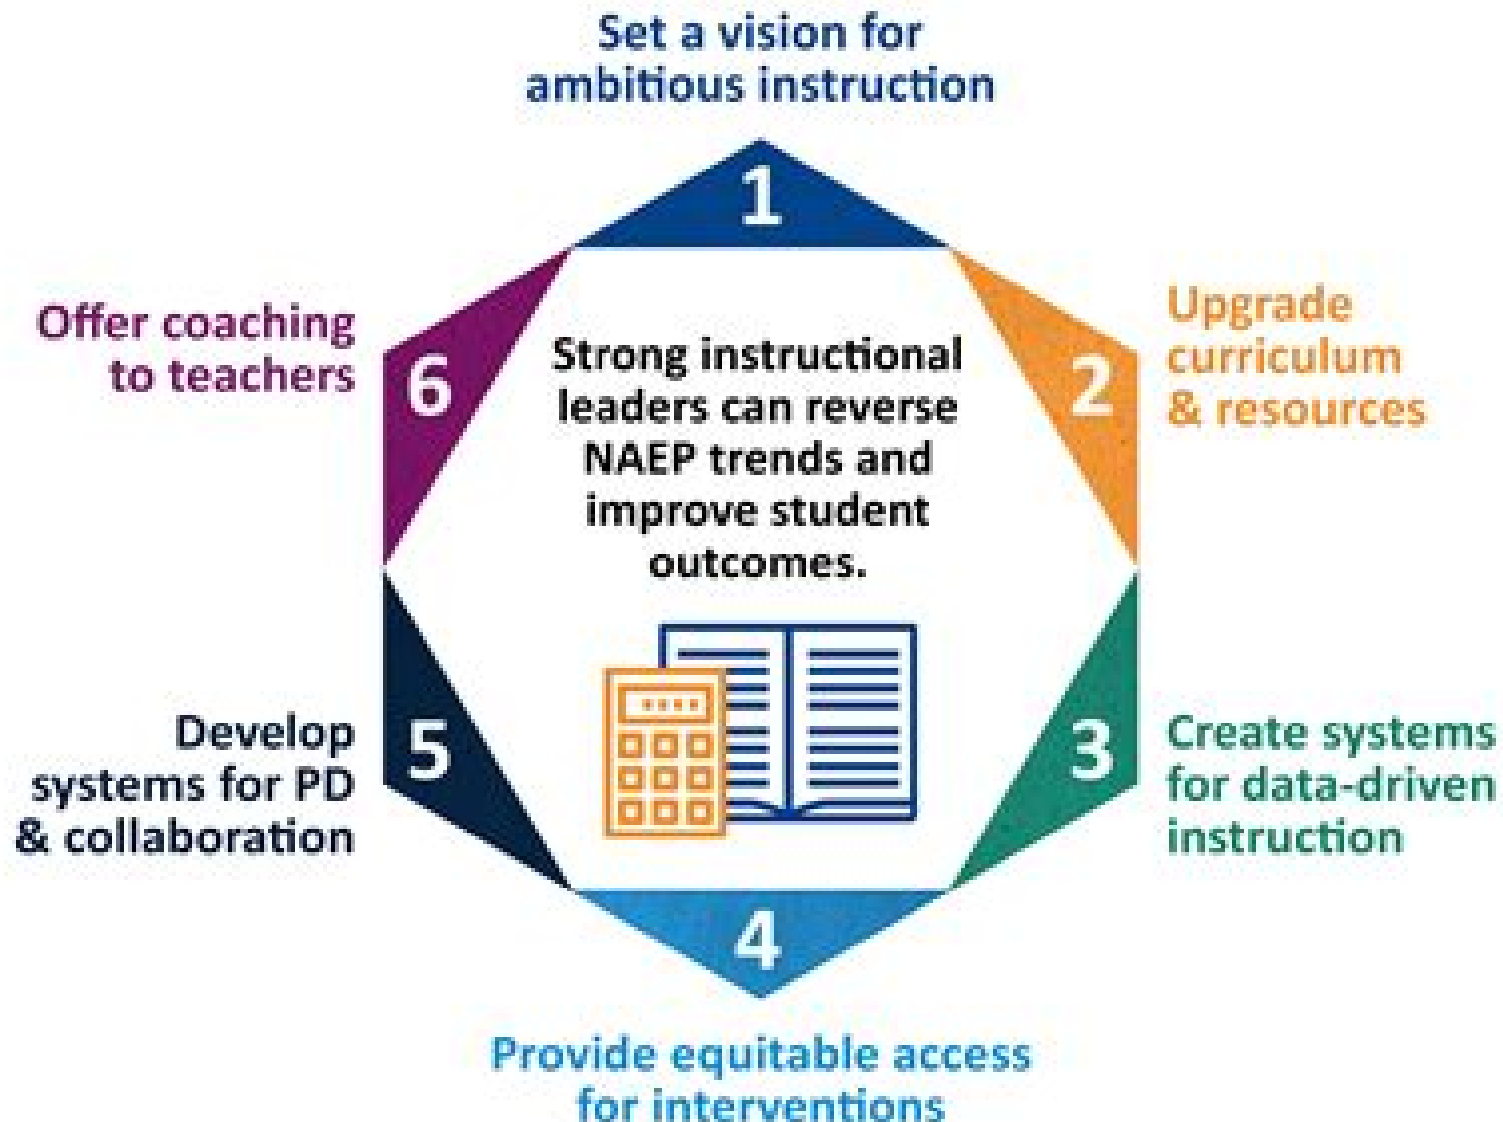 Set a vision for
ambitious instruction
1
Upgrade
curriculum
& resources
2
Create systems
for data-driven
instruction
3
Provide equitable access
for interventions
4
Develop
systems for PD
& collaboration
5
Offer coaching
to teachers
6
Strong instructional
leaders can reverse
NAEP trends and
improve student
outcomes.